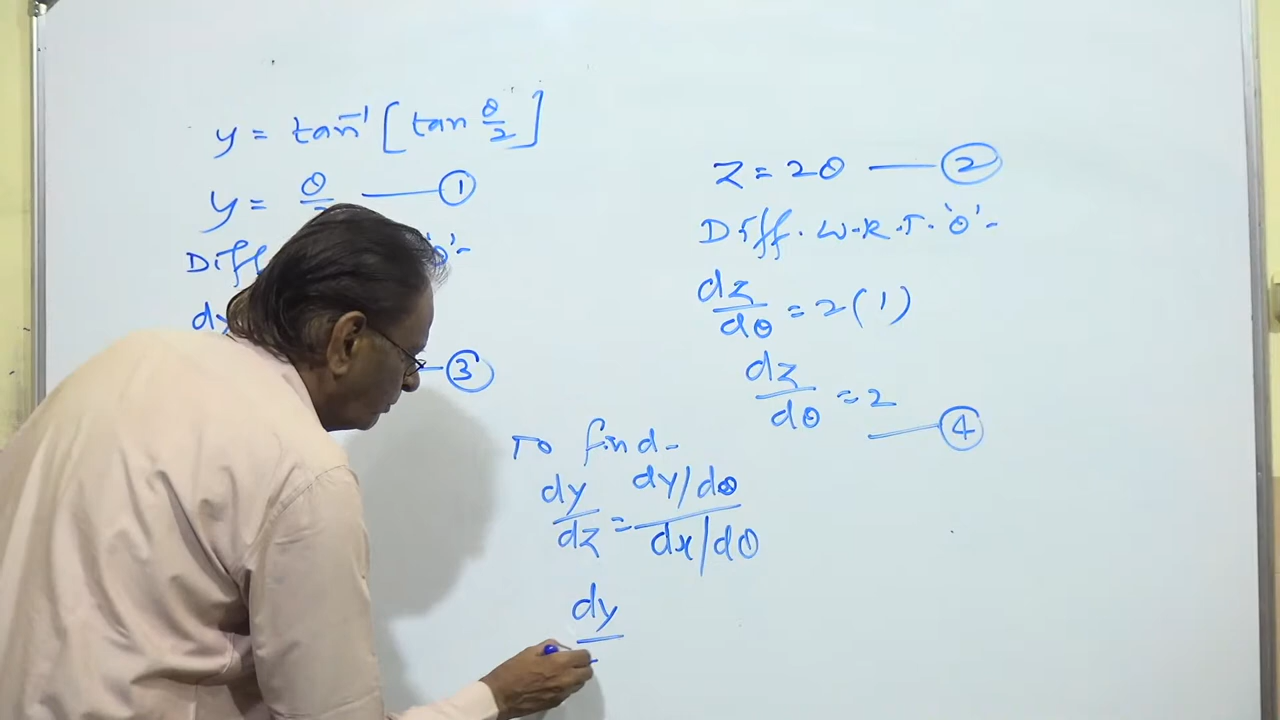 y = tan⁻¹ [ tan θ/2 ]
y = θ/ —— ①
Diff 'θ'-
dy
—③
z = 2θ —— ②
Diff. W.R.T. 'θ'-
dz/dθ = 2(1)
dz/dθ = 2 —— ④
To find-
dy/dz = dy/dθ / dx/dθ
dy